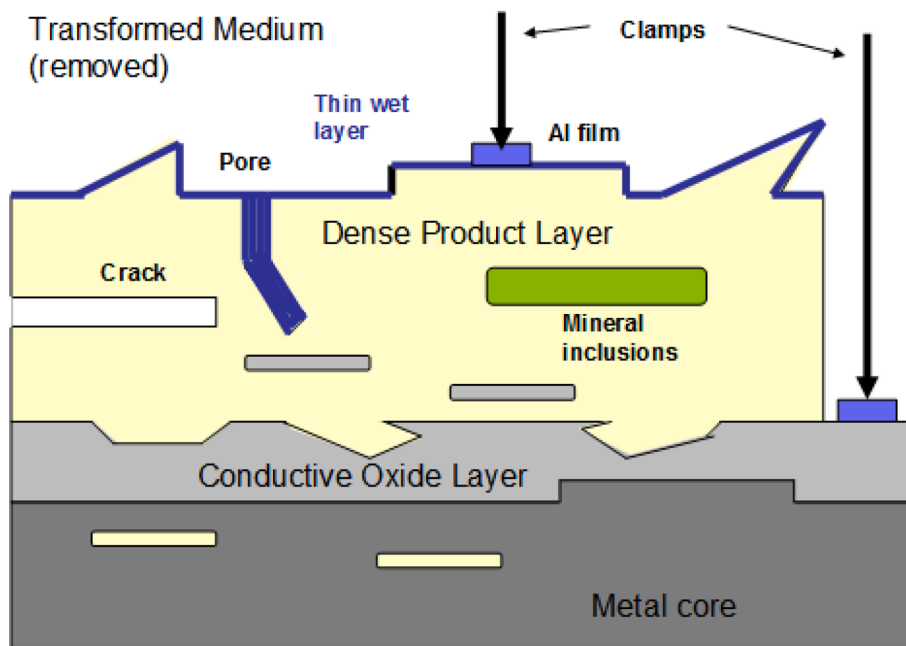 Transformed Medium
(removed)
Clamps
Thin wet
layer
Al film
Pore
Dense Product Layer
Crack
Mineral
inclusions
Conductive Oxide Layer
Metal core